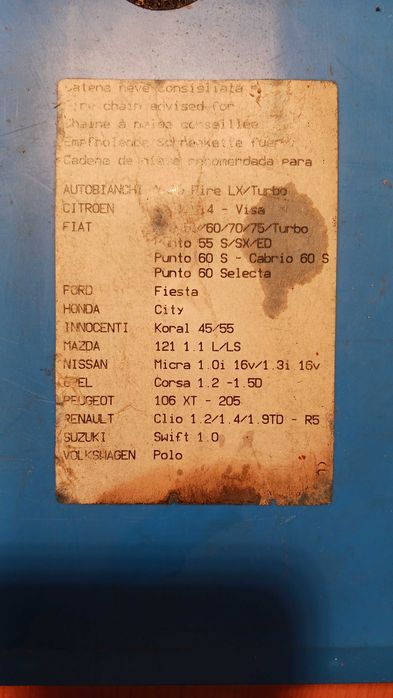 Catena neve consigliata
chain advised for
Chaine à neige conseillée
Schneekette fuer
Cadena de nieve recomendada para :
AUTOBIANCHI Fire LX/Turbo
CITROEN - Visa
FIAT /60/70/75/Turbo
Punto 55 S/SX/ED
Punto 60 S - Cabrio 60 S
Punto 60 Selecta
FORD Fiesta
HONDA City
INNOCENTI Koral 45/55
MAZDA 121 1.1 L/LS
NISSAN Micra 1.0i 16v/1.3i 16v
OPEL Corsa 1.2 -1.5D
PEUGEOT 106 XT - 205
RENAULT Clio 1.2/1.4/1.9TD - R5
SUZUKI Swift 1.0
VOLKSWAGEN Polo